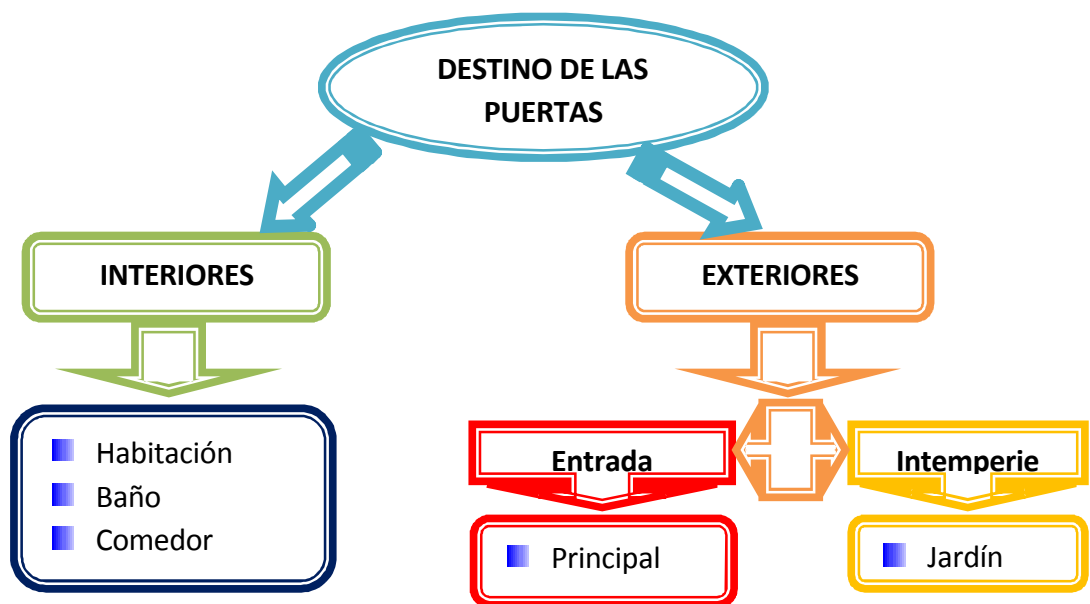 DESTINO DE LAS
PUERTAS
INTERIORES
EXTERIORES
Habitación
Baño
Comedor
Entrada
Intemperie
Principal
Jardín